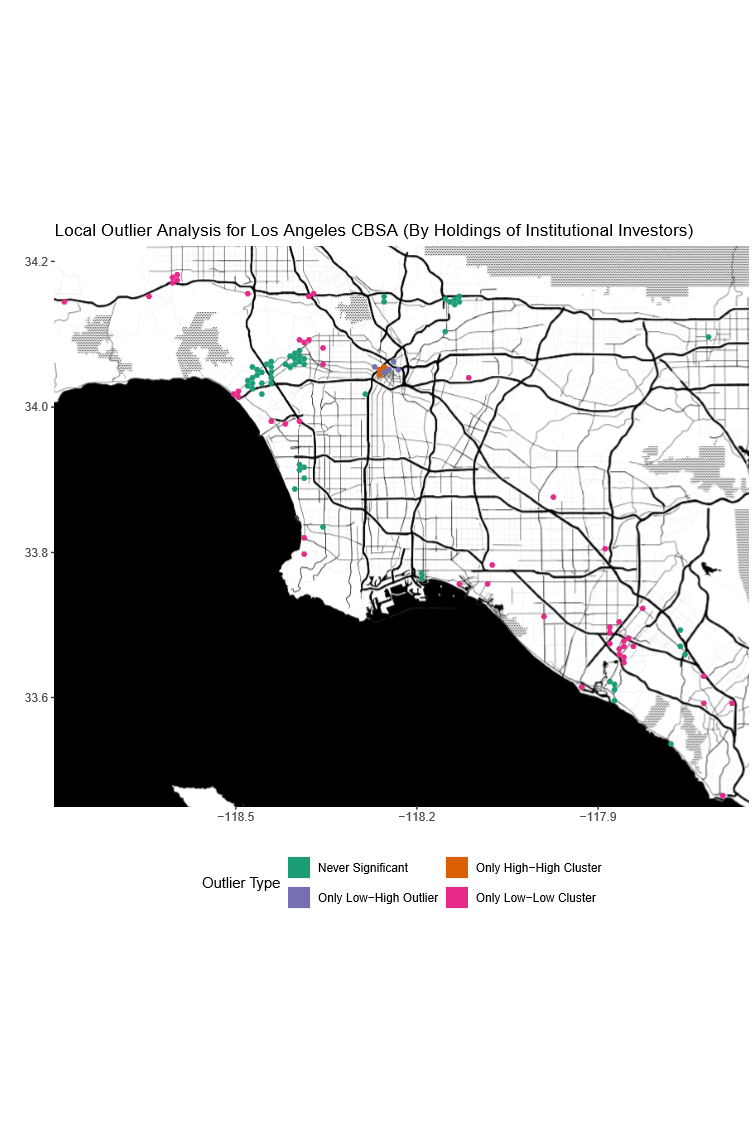 Local Outlier Analysis for Los Angeles CBSA (By Holdings of Institutional Investors)
34.2
34.0
33.8
33.6
−118.5 −118.2 −117.9
Outlier Type
Never Significant Only High−High Cluster
Only Low−High Outlier Only Low−Low Cluster